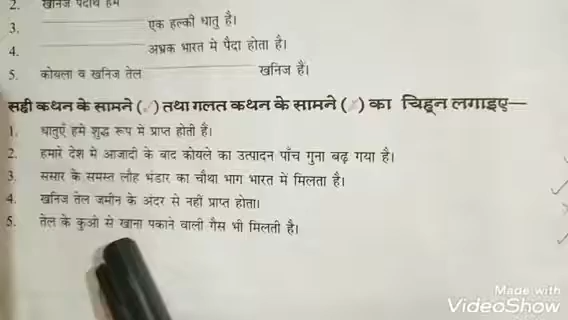 2. खनिज पदार्थ हमें
3. एक हल्की धातु है।
4. अभ्रक भारत मे पैदा होता है।
5. कोयला व खनिज तेल खनिज है।
सही कथन के सामने (✓) तथा गलत कथन के सामने (✗) का चिह्न लगाइए—
1. धातुएँ हमे शुद्ध रूप में प्राप्त होती हैं।
2. हमारे देश मे आजादी के बाद कोयले का उत्पादन पाँच गुना बढ़ गया है।
3. ससार के समस्त लौह भंडार का चौथा भाग भारत में मिलता है।
4. खनिज तेल जमीन के अंदर से नहीं प्राप्त होता।
5. तेल के कुओ से खाना पकाने वाली गैस भी मिलती है।
Made with
VideoShow